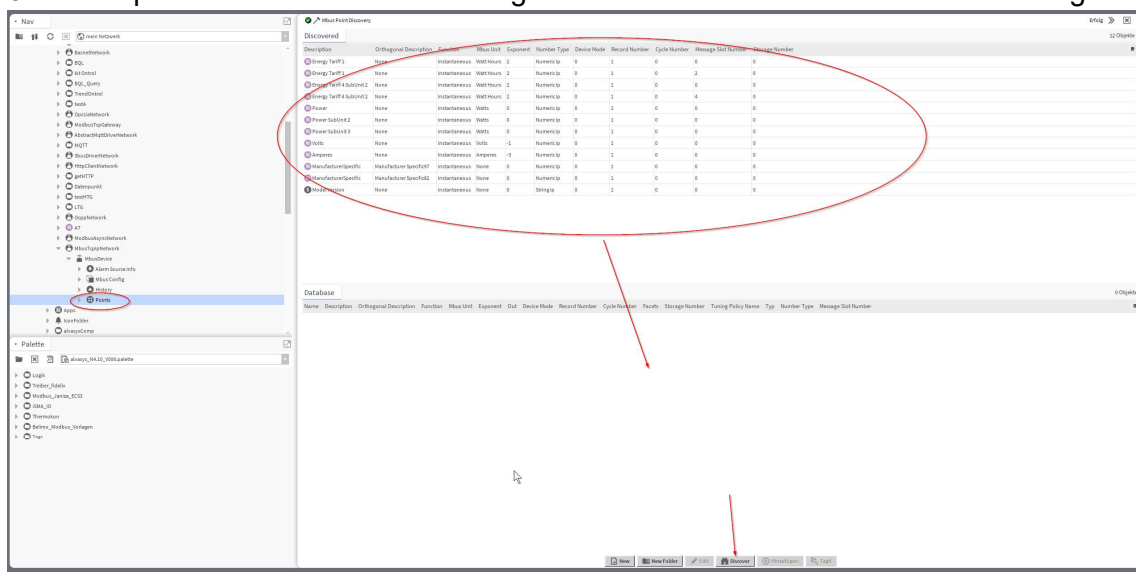 Nav
mein Netzwerk
BacnetNetwork
BQL
kitControl
BQL_Query
TrendOntrol
testA
OpcUaNetwork
ModbusTcpGateway
AbstractMqttDriverNetwork
MQTT
HttpClientNetwork
getHTTP
Datenpunkt
testHTG
LTG
OcppNetwork
AT
ModbusAsyncNetwork
MbusTcpIpNetwork
MbusDevice
Alarm Source Info
Mbus Config
History
Points
Apps
IconFolder
alvasysComp
Palette
alvasys_N4.10_V006.palette
Logik
Treiber_fidelix
Modbus_Janiza_ECS3
Thermokon
Belimo_Modbus_Vorlagen
Tags
Mbus Point Discovery Erfolg
Discovered 12 Objekte
Description Orthogonal Description Function Mbus Unit Exponent Number Type Device Mode Record Number Cycle Number Message Slot Number Storage Number
Energy Tariff 1 None Instantaneous Watt Hours 2 NumericIp 0 1 0 0 0
Energy Tariff 1 None Instantaneous Watt Hours 2 NumericIp 0 1 0 2 0
Energy Tariff 4 SubUnit 2 None Instantaneous Watt Hours 2 NumericIp 0 1 0 0 0
Energy Tariff 4 SubUnit 2 None Instantaneous Watt Hours 2 NumericIp 0 1 0 4 0
Power None Instantaneous Watts 0 NumericIp 0 1 0 0 0
Power SubUnit 2 None Instantaneous Watts 0 NumericIp 0 1 0 0 0
Power SubUnit 3 None Instantaneous Watts 0 NumericIp 0 1 0 0 0
Volts None Instantaneous Volts -1 NumericIp 0 1 0 0 0
Amperes None Instantaneous Amperes -3 NumericIp 0 1 0 0 0
ManufacturerSpecific Manufacturer Specific97 Instantaneous None 0 NumericIp 0 1 0 0 0
ManufacturerSpecific Manufacturer Specific82 Instantaneous None 0 NumericIp 0 1 0 0 0
Model Version None Instantaneous None 0 StringIp 0 1 0 0 0
Database 0 Objekte
Name Description Orthogonal Description Function Mbus Unit Exponent Out Device Mode Record Number Cycle Number Facets Storage Number Tuning Policy Name Typ Number Type Message Slot Number
New New Folder Edit Discover Hinzufügen TagIt